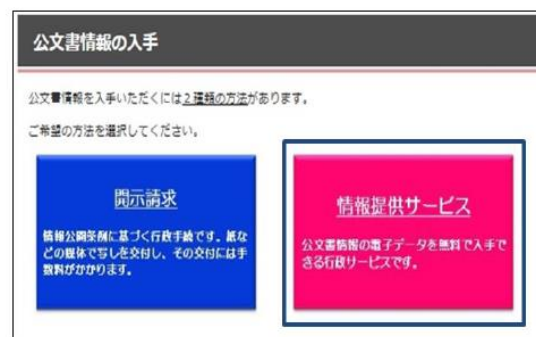 公文書情報の入手
公文書情報を入手いただくには２種類の方法があります。
ご希望の方法を選択してください。
開示請求
情報公開条例に基づく行政手続です。紙な
どの媒体で写しを交付し、その交付には手
数料がかかります。
情報提供サービス
公文書情報の電子データを無料で入手で
きる行政サービスです。